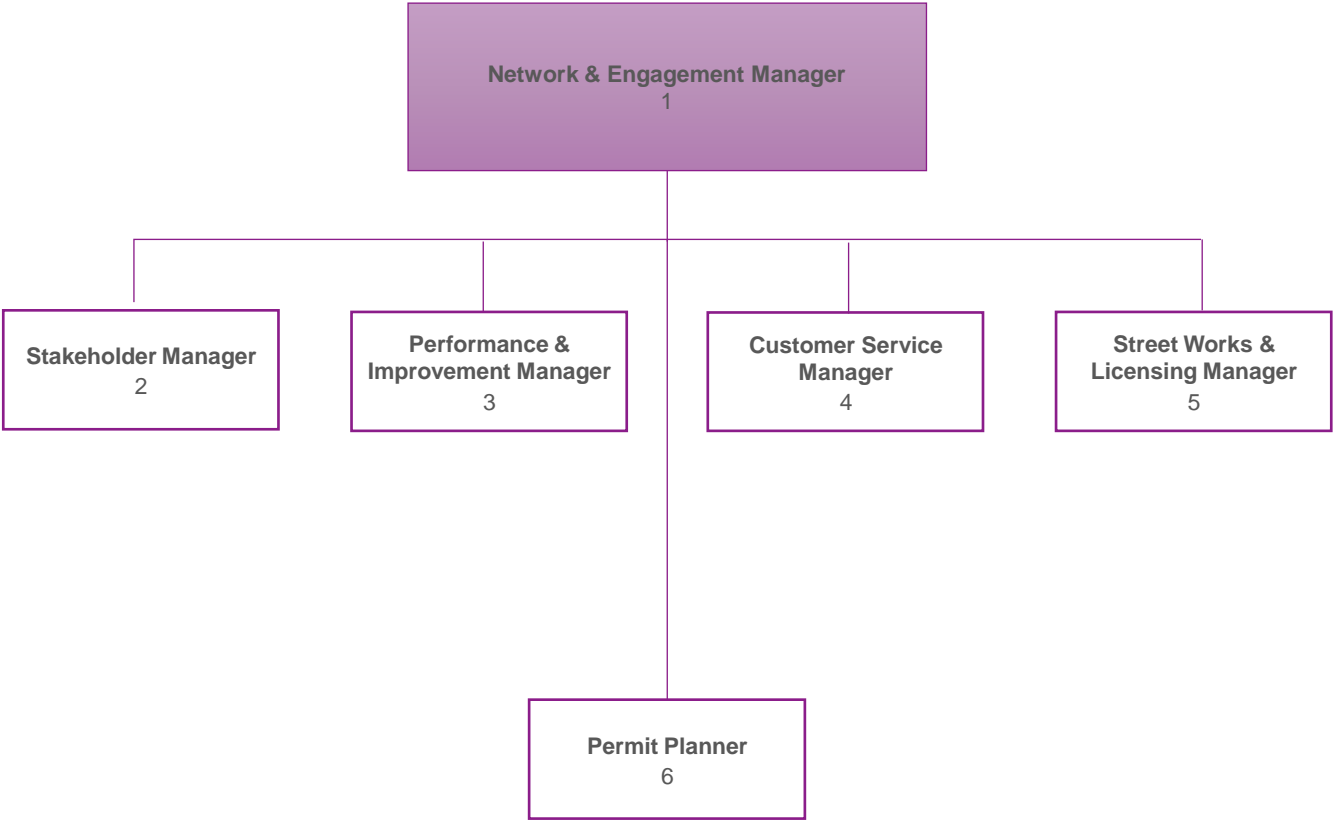 Network & Engagement Manager
1
Stakeholder Manager
2
Performance &
Improvement Manager
3
Customer Service
Manager
4
Street Works &
Licensing Manager
5
Permit Planner
6